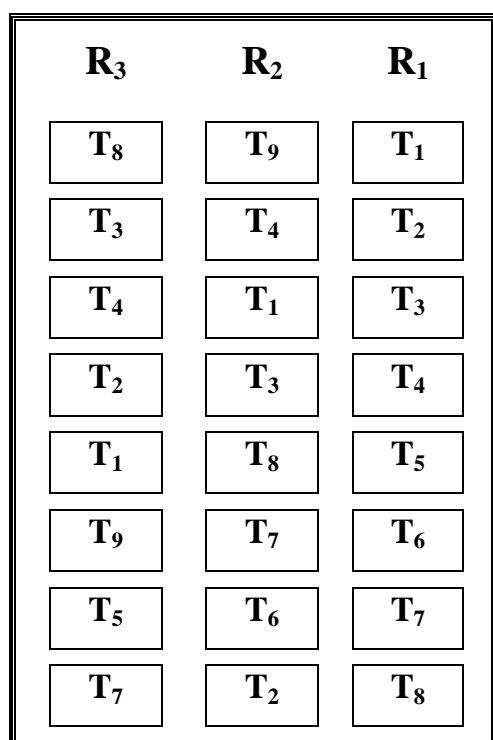 R₃ R₂ R₁
T₈ T₉ T₁
T₃ T₄ T₂
T₄ T₁ T₃
T₂ T₃ T₄
T₁ T₈ T₅
T₉ T₇ T₆
T₅ T₆ T₇
T₇ T₂ T₈